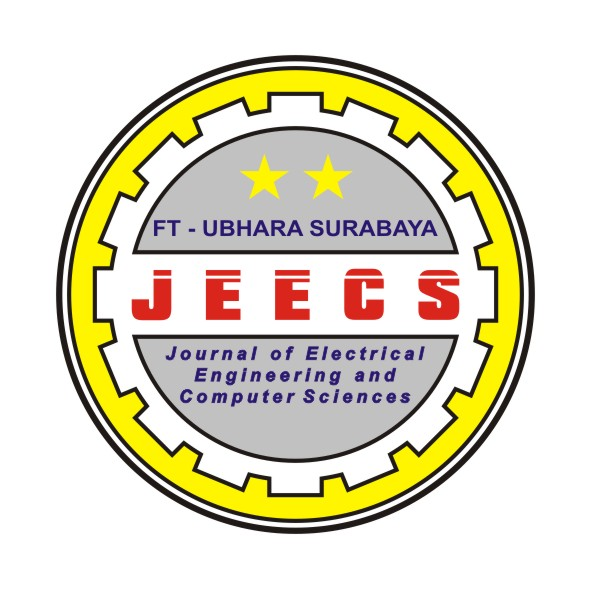 FT - UBHARA SURABAYA
JEECS
Journal of Electrical
Engineering and
Computer Sciences